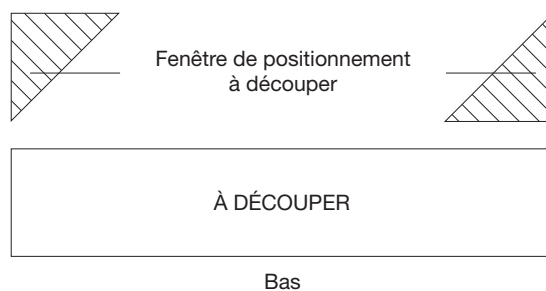 Fenêtre de positionnement
à découper
À DÉCOUPER
Bas